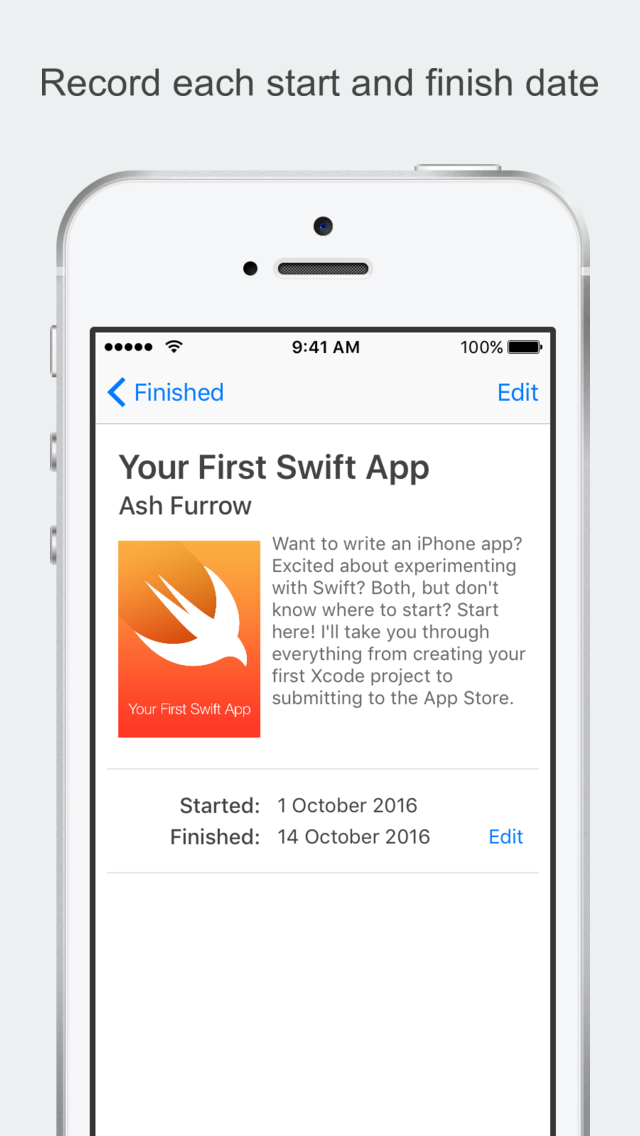 Record each start and finish date
9:41 AM
100%
Finished
Edit
Your First Swift App
Ash Furrow
Want to write an iPhone app?
Excited about experimenting
with Swift? Both, but don't
know where to start? Start
here! I'll take you through
everything from creating your
first Xcode project to
submitting to the App Store.
Your First Swift App
Started: 1 October 2016
Finished: 14 October 2016 Edit